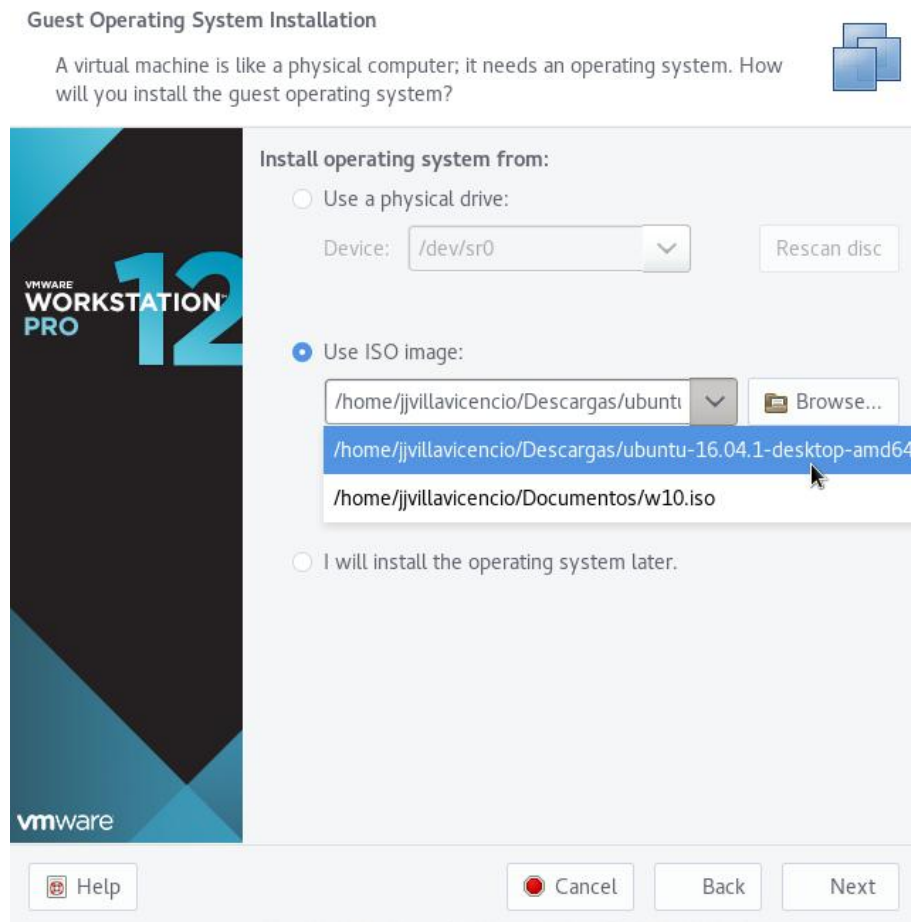 Guest Operating System Installation
A virtual machine is like a physical computer; it needs an operating system. How
will you install the guest operating system?
VMWARE
WORKSTATION™
PRO
12
vmware
Install operating system from:
Use a physical drive:
Device: /dev/sr0 Rescan disc
Use ISO image:
/home/jjvillavicencio/Descargas/ubuntu Browse...
/home/jjvillavicencio/Descargas/ubuntu-16.04.1-desktop-amd64
/home/jjvillavicencio/Documentos/w10.iso
I will install the operating system later.
Help Cancel Back Next